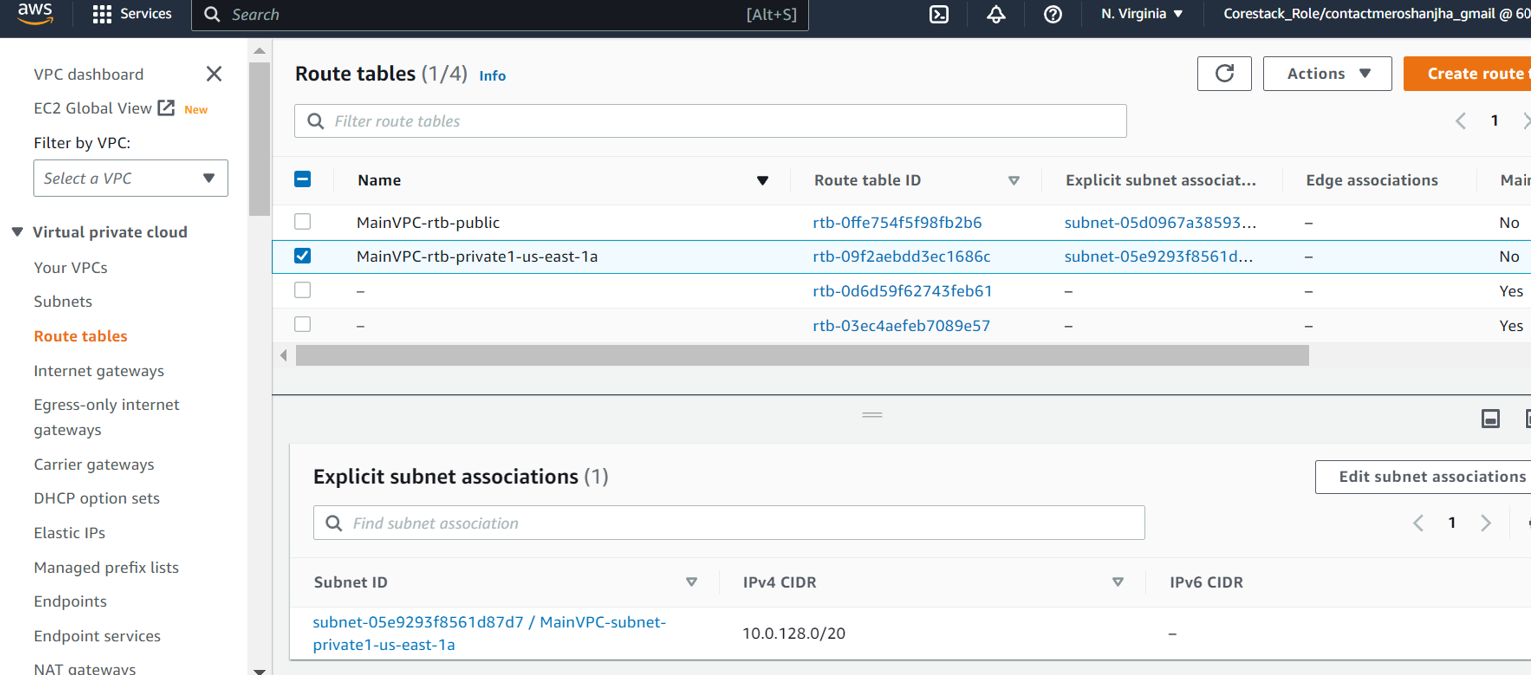 aws
Services
Search
[Alt+S]
N. Virginia
Corestack_Role/contactmeroshanjha_gmail @ 60
VPC dashboard
EC2 Global View New
Filter by VPC:
Select a VPC
Virtual private cloud
Your VPCs
Subnets
Route tables
Internet gateways
Egress-only internet
gateways
Carrier gateways
DHCP option sets
Elastic IPs
Managed prefix lists
Endpoints
Endpoint services
NAT gateways
Route tables (1/4) Info
Actions
Create route t
Filter route tables
1
Name Route table ID Explicit subnet associat... Edge associations Main
MainVPC-rtb-public rtb-0ffe754f5f98fb2b6 subnet-05d0967a38593... – No
MainVPC-rtb-private1-us-east-1a rtb-09f2aebdd3ec1686c subnet-05e9293f8561d... – No
– rtb-0d6d59f62743feb61 – – Yes
– rtb-03ec4aefeb7089e57 – – Yes
Explicit subnet associations (1)
Edit subnet associations
Find subnet association
1
Subnet ID IPv4 CIDR IPv6 CIDR
subnet-05e9293f8561d87d7 / MainVPC-subnet-
private1-us-east-1a
10.0.128.0/20
–